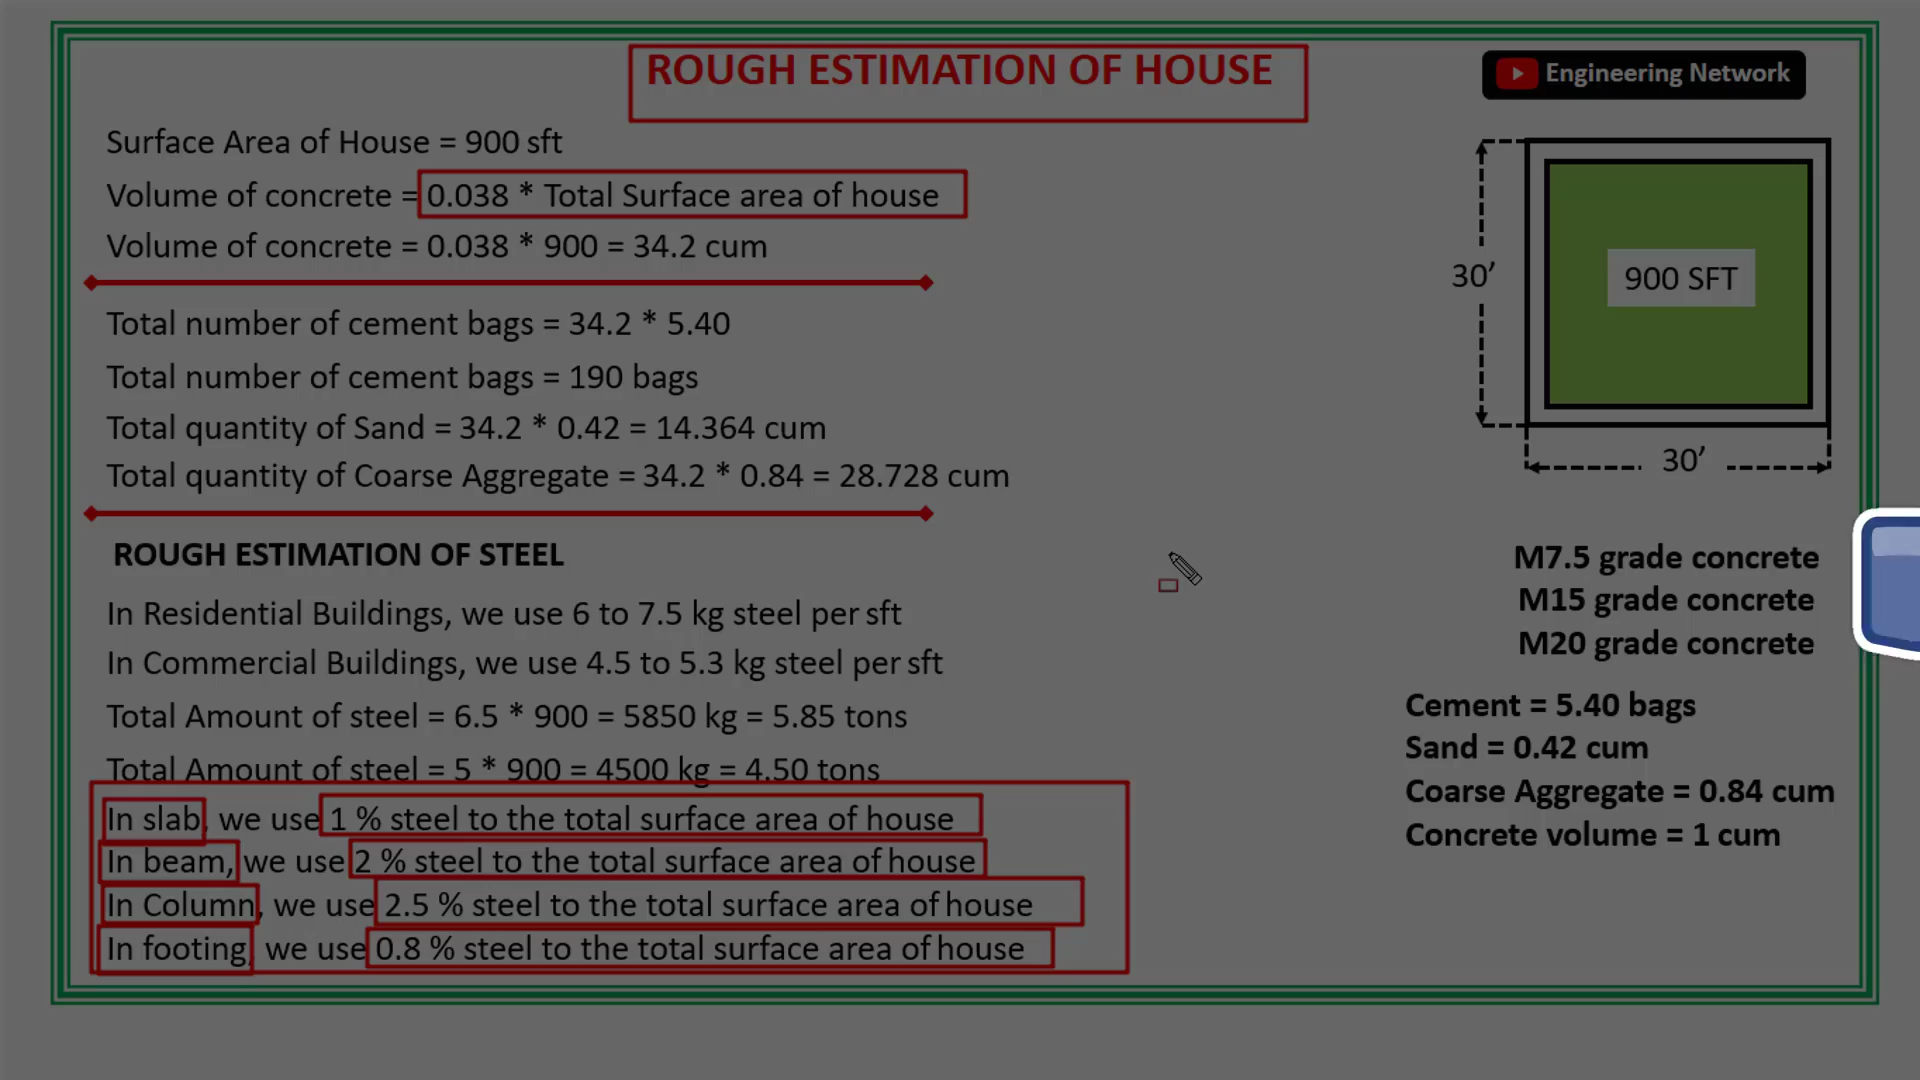 ROUGH ESTIMATION OF HOUSE
Engineering Network
Surface Area of House = 900 sft
Volume of concrete = 0.038 * Total Surface area of house
Volume of concrete = 0.038 * 900 = 34.2 cum
Total number of cement bags = 34.2 * 5.40
Total number of cement bags = 190 bags
Total quantity of Sand = 34.2 * 0.42 = 14.364 cum
Total quantity of Coarse Aggregate = 34.2 * 0.84 = 28.728 cum
30’
900 SFT
30’
ROUGH ESTIMATION OF STEEL
In Residential Buildings, we use 6 to 7.5 kg steel per sft
In Commercial Buildings, we use 4.5 to 5.3 kg steel per sft
Total Amount of steel = 6.5 * 900 = 5850 kg = 5.85 tons
Total Amount of steel = 5 * 900 = 4500 kg = 4.50 tons
In slab, we use 1 % steel to the total surface area of house
In beam, we use 2 % steel to the total surface area of house
In Column, we use 2.5 % steel to the total surface area of house
In footing, we use 0.8 % steel to the total surface area of house
M7.5 grade concrete
M15 grade concrete
M20 grade concrete
Cement = 5.40 bags
Sand = 0.42 cum
Coarse Aggregate = 0.84 cum
Concrete volume = 1 cum